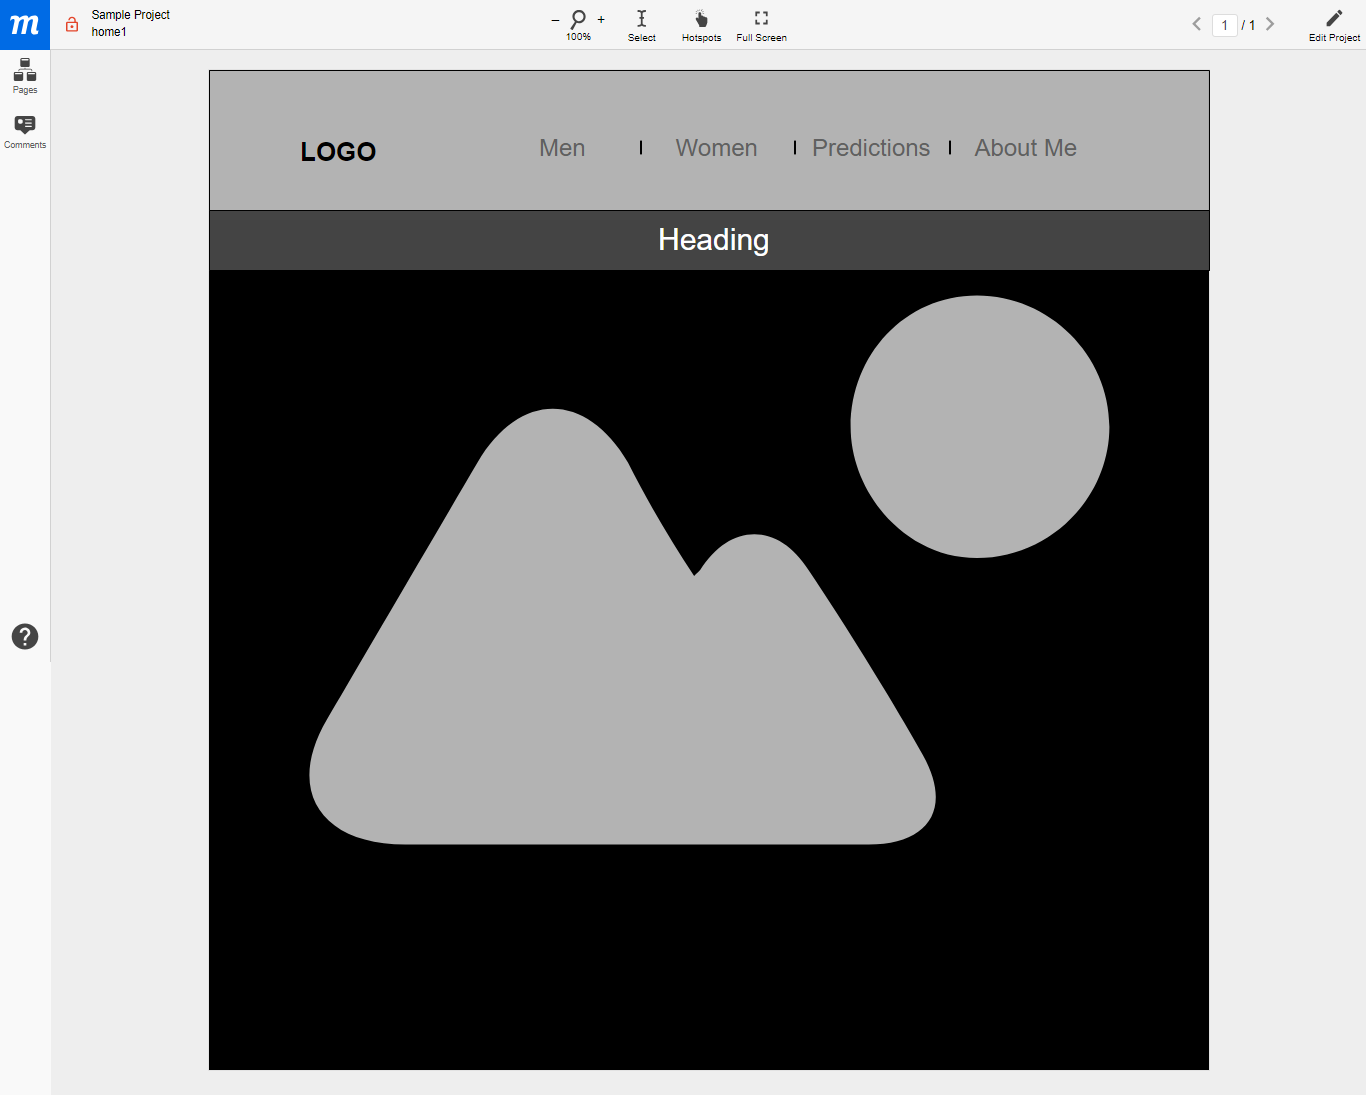 m
Sample Project
home1
– +
100%
Select
Hotspots
Full Screen
1 / 1
Edit Project
Pages
Comments
?
LOGO
Men | Women | Predictions | About Me
Heading